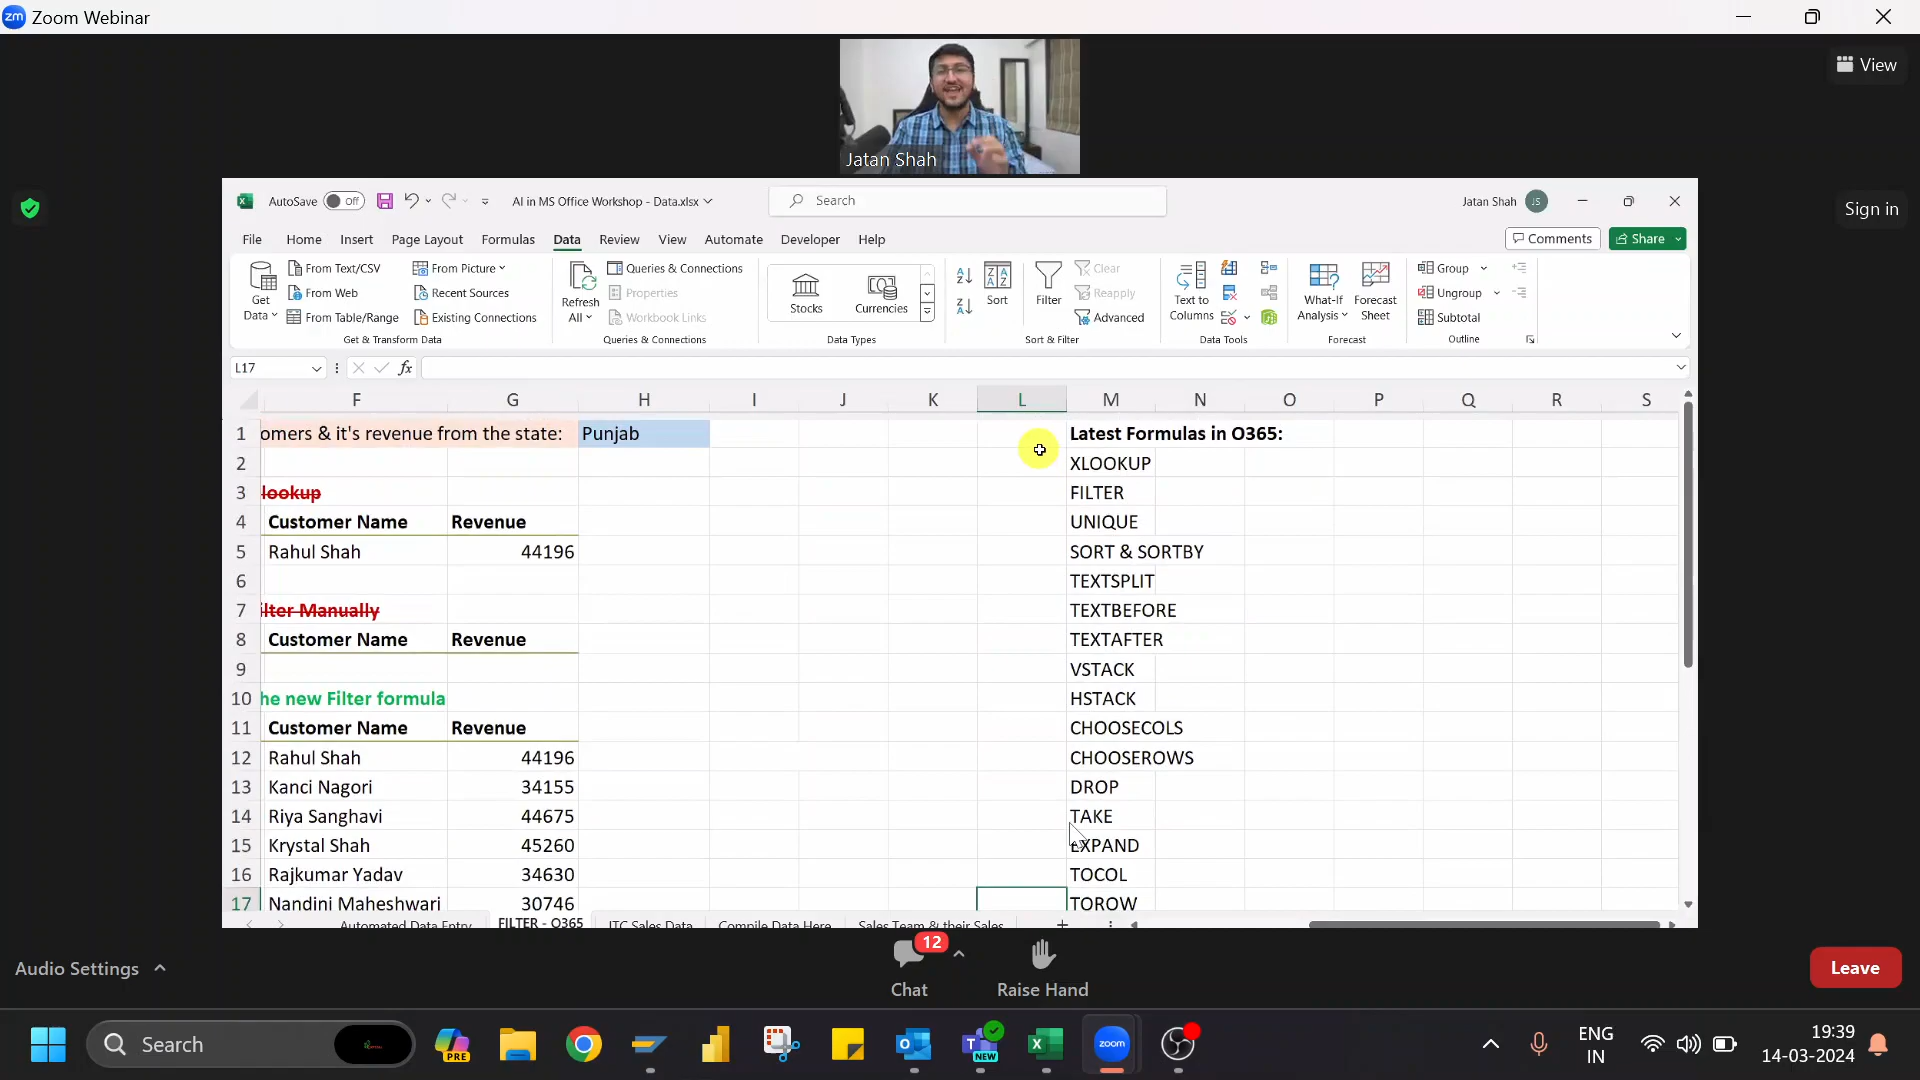 zm Zoom Webinar
View
Jatan Shah
AutoSave Off AI in MS Office Workshop - Data.xlsx Search Jatan Shah JS
Sign in
File Home Insert Page Layout Formulas Data Review View Automate Developer Help Comments Share
Get Data From Text/CSV From Picture
From Web Recent Sources
From Table/Range Existing Connections
Get & Transform Data
Refresh All Queries & Connections
Properties
Workbook Links
Queries & Connections
Stocks Currencies
Data Types
Sort Filter Clear
Reapply
Advanced
Sort & Filter
Text to Columns
Data Tools
What-If Analysis Forecast Sheet
Forecast
Group
Ungroup
Subtotal
Outline
L17 fx
F G H I J K L M N O P Q R S
1 omers & it's revenue from the state: Punjab Latest Formulas in O365:
2 XLOOKUP
3 lookup FILTER
4 Customer Name Revenue UNIQUE
5 Rahul Shah 44196 SORT & SORTBY
6 TEXTSPLIT
7 ilter Manually TEXTBEFORE
8 Customer Name Revenue TEXTAFTER
9 VSTACK
10 he new Filter formula HSTACK
11 Customer Name Revenue CHOOSECOLS
12 Rahul Shah 44196 CHOOSEROWS
13 Kanci Nagori 34155 DROP
14 Riya Sanghavi 44675 TAKE
15 Krystal Shah 45260 EXPAND
16 Rajkumar Yadav 34630 TOCOL
17 Nandini Maheshwari 30746 TOROW
Automated Data Entry FILTER - O365 ITC Sales Data Compile Data Here Sales Team & their Sales
Audio Settings 12 Chat Raise Hand Leave
Search PRE NEW zoom ENG IN 19:39
14-03-2024